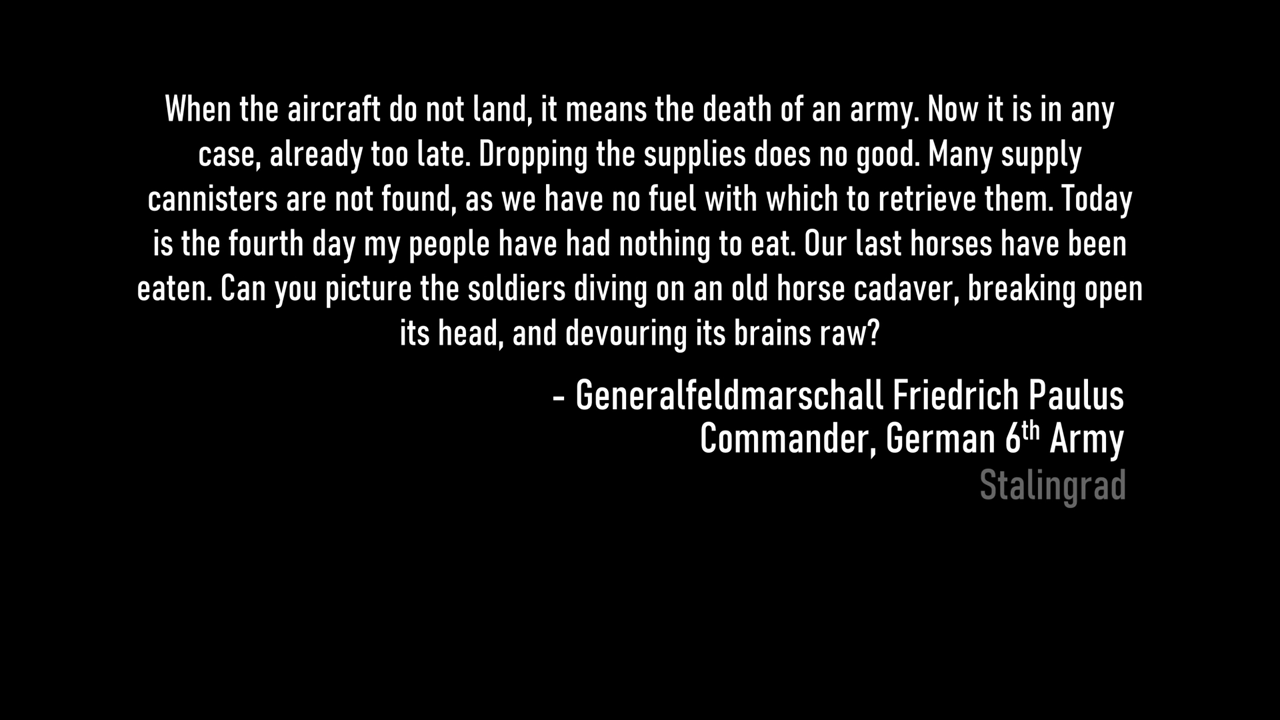 When the aircraft do not land, it means the death of an army. Now it is in any
case, already too late. Dropping the supplies does no good. Many supply
cannisters are not found, as we have no fuel with which to retrieve them. Today
is the fourth day my people have had nothing to eat. Our last horses have been
eaten. Can you picture the soldiers diving on an old horse cadaver, breaking open
its head, and devouring its brains raw?
- Generalfeldmarschall Friedrich Paulus
Commander, German 6th Army
Stalingrad